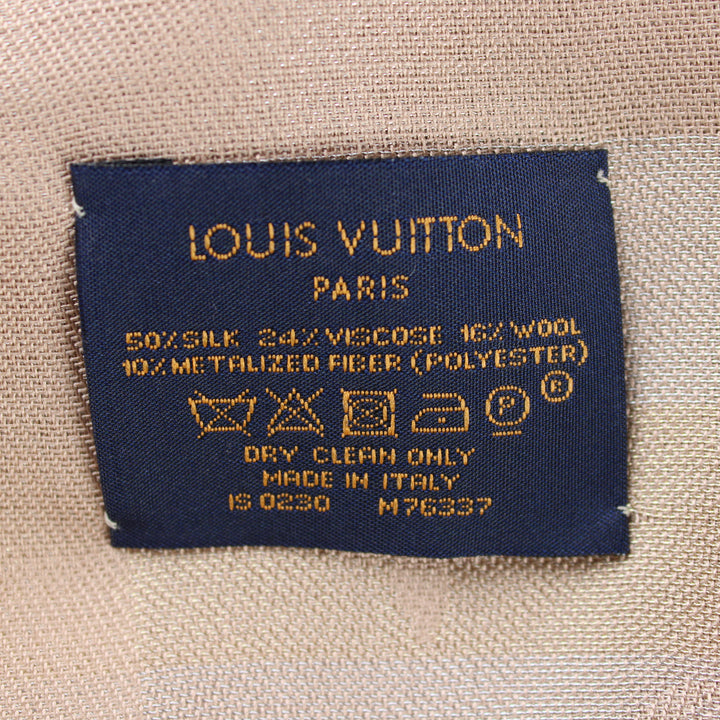 LOUIS VUITTON
PARIS
50% SILK 24% VISCOSE 16% WOOL
10% METALIZED FIBER (POLYESTER)
P ®
DRY CLEAN ONLY
MADE IN ITALY
IS 0230 M76337